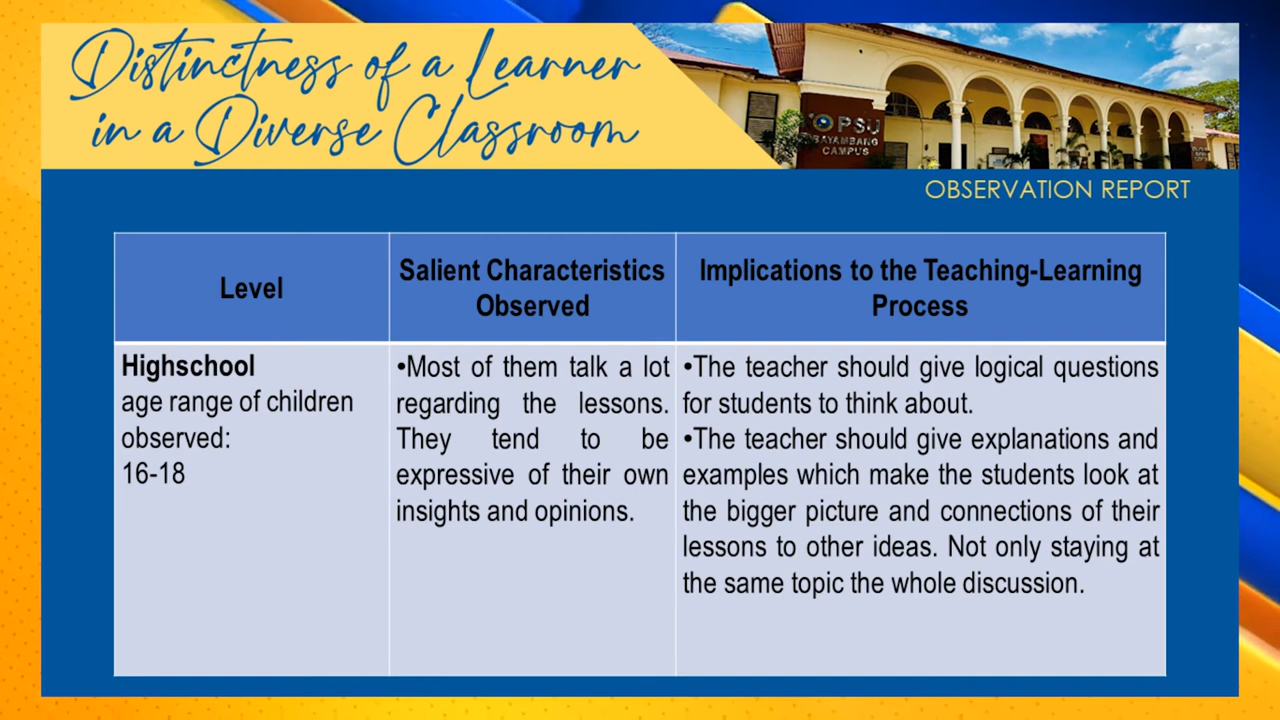 Distinctness of a Learner
in a Diverse Classroom
PSU
BAYAMBANG
CAMPUS
OBSERVATION REPORT
Level
Salient Characteristics
Observed
Implications to the Teaching-Learning
Process
Highschool
age range of children
observed:
16-18
•Most of them talk a lot
regarding the lessons.
They tend to be
expressive of their own
insights and opinions.
•The teacher should give logical questions
for students to think about.
•The teacher should give explanations and
examples which make the students look at
the bigger picture and connections of their
lessons to other ideas. Not only staying at
the same topic the whole discussion.